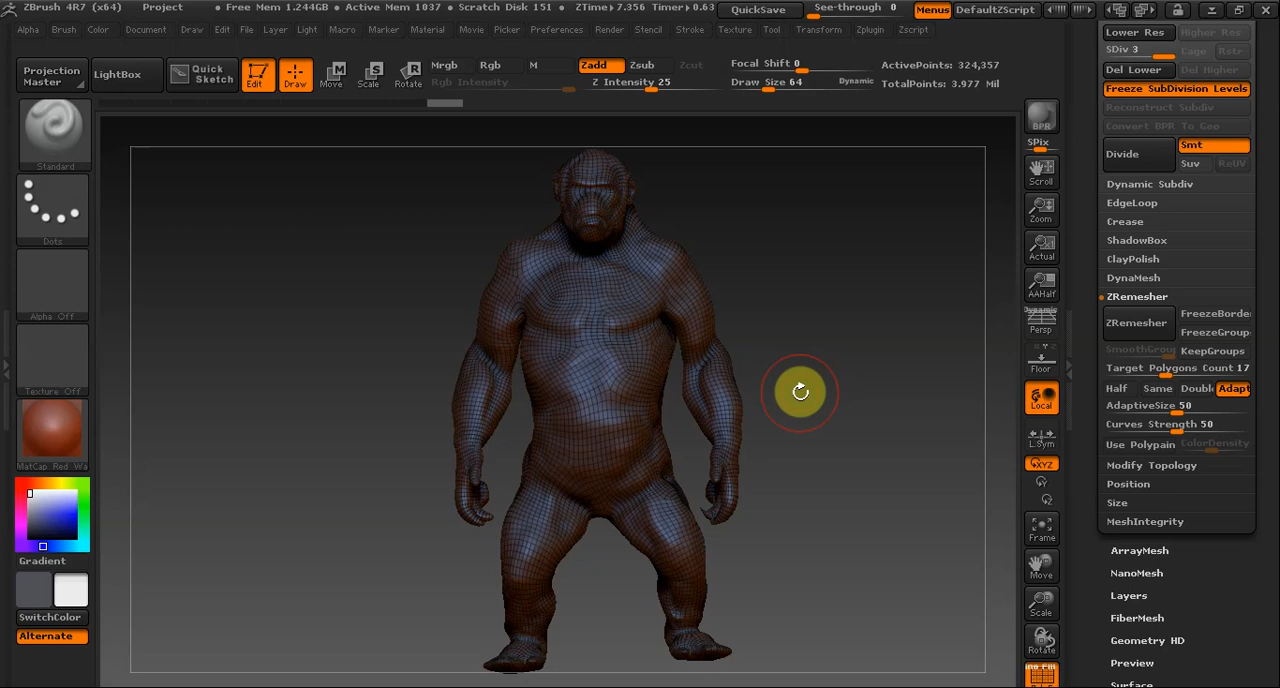 ZBrush 4R7 (x64) Project • Free Mem 1.244GB • Active Mem 1037 • Scratch Disk 151 • ZTime▸7.356 Timer▸0.63 QuickSave See-through 0 Menus DefaultZScript
Alpha Brush Color Document Draw Edit File Layer Light Macro Marker Material Movie Picker Preferences Render Stencil Stroke Texture Tool Transform Zplugin Zscript
Projection Master
LightBox
Quick Sketch
Edit
Draw
Move
Scale
Rotate
Mrgb Rgb M
Rgb Intensity
Zadd Zsub Zcut
Z Intensity 25
Focal Shift 0
Draw Size 64 Dynamic
ActivePoints: 324,357
TotalPoints: 3.977 Mil
Standard
Dots
Alpha Off
Texture Off
MatCap Red Wa
Gradient
SwitchColor
Alternate
BPR
SPix
Scroll
Zoom
Actual
AAHalf
Dynamic
Persp
Floor
Local
L.Sym
XYZ
Y
Z
Frame
Move
Scale
Rotate
Lower Res Higher Res
SDiv 3 Cage Rstr
Del Lower Del Higher
Freeze SubDivision Levels
Reconstruct Subdiv
Convert BPR To Geo
Divide
Smt
Suv ReUV
Dynamic Subdiv
EdgeLoop
Crease
ShadowBox
ClayPolish
DynaMesh
ZRemesher
ZRemesher
FreezeBorde
FreezeGroup
SmoothGrou KeepGroups
Target Polygons Count 17
Half Same Doubl Adapt
AdaptiveSize 50
Curves Strength 50
Use Polypain ColorDensity
Modify Topology
Position
Size
MeshIntegrity
ArrayMesh
NanoMesh
Layers
FiberMesh
Geometry HD
Preview
Surface